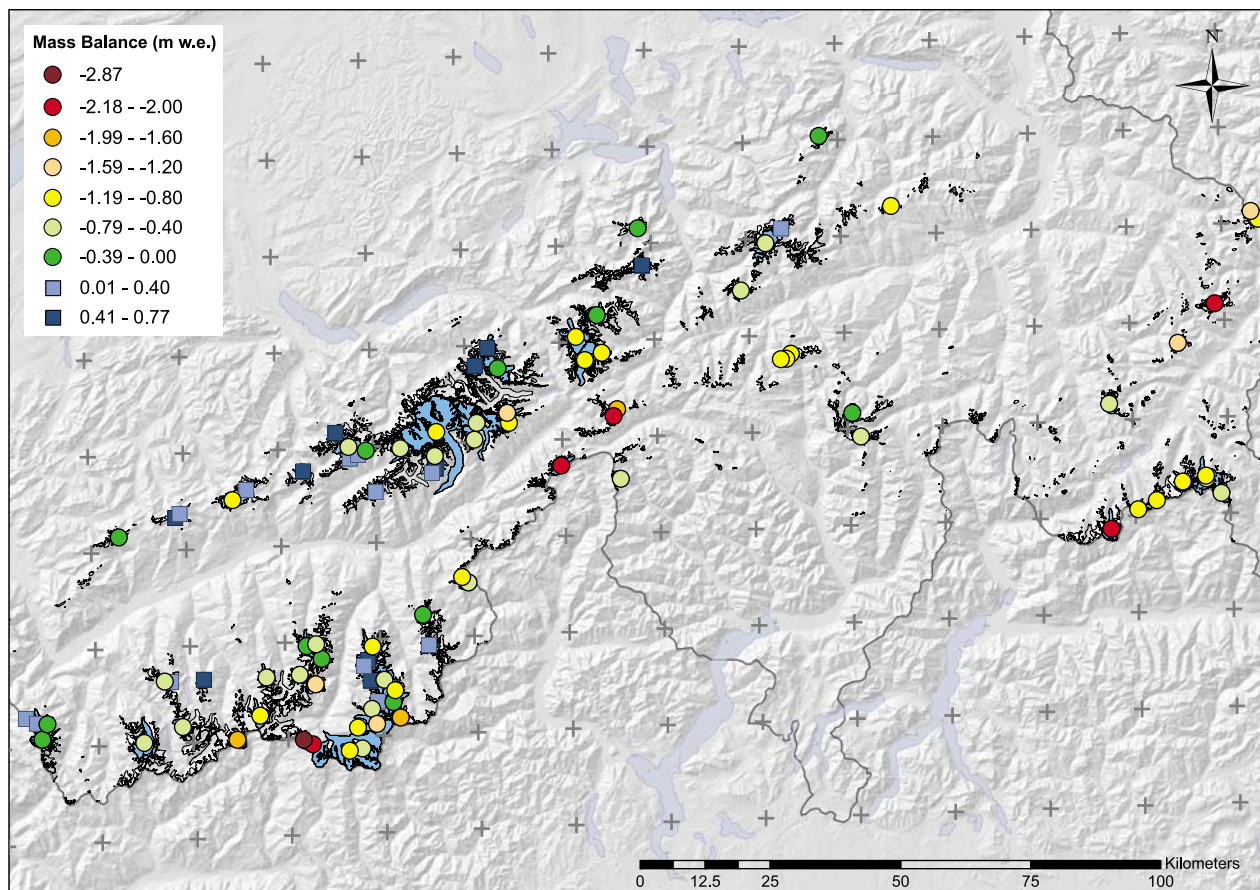 Mass Balance (m w.e.)
-2.87
-2.18 - -2.00
-1.99 - -1.60
-1.59 - -1.20
-1.19 - -0.80
-0.79 - -0.40
-0.39 - 0.00
0.01 - 0.40
0.41 - 0.77
N
Kilometers
0 12.5 25 50 75 100